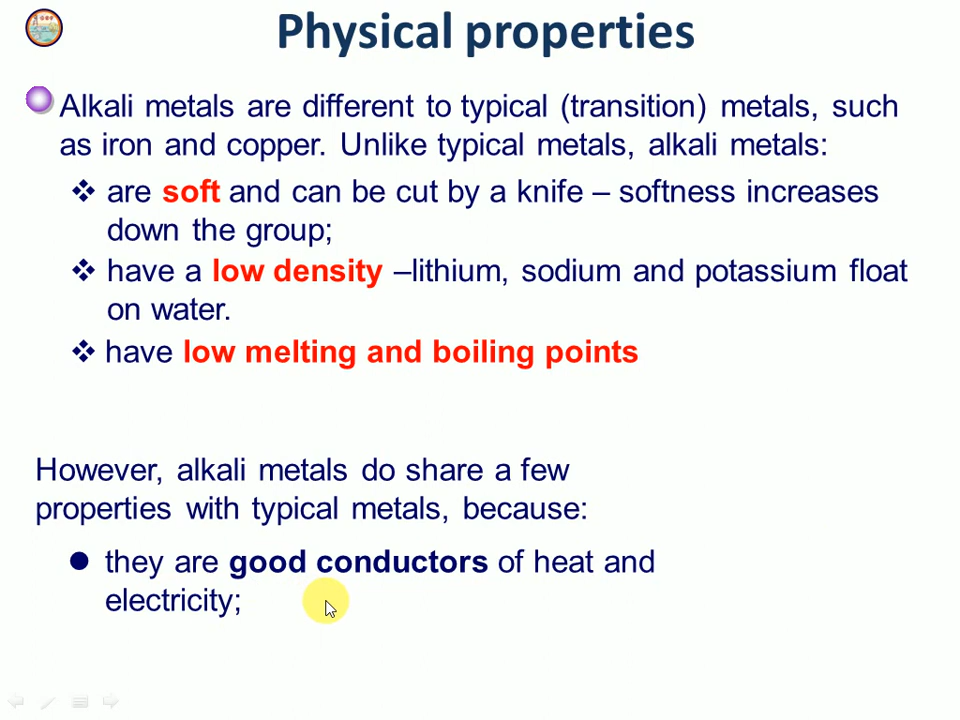 Physical properties
Alkali metals are different to typical (transition) metals, such
as iron and copper. Unlike typical metals, alkali metals:
❖ are soft and can be cut by a knife – softness increases
down the group;
❖ have a low density –lithium, sodium and potassium float
on water.
❖ have low melting and boiling points
However, alkali metals do share a few
properties with typical metals, because:
● they are good conductors of heat and
electricity;